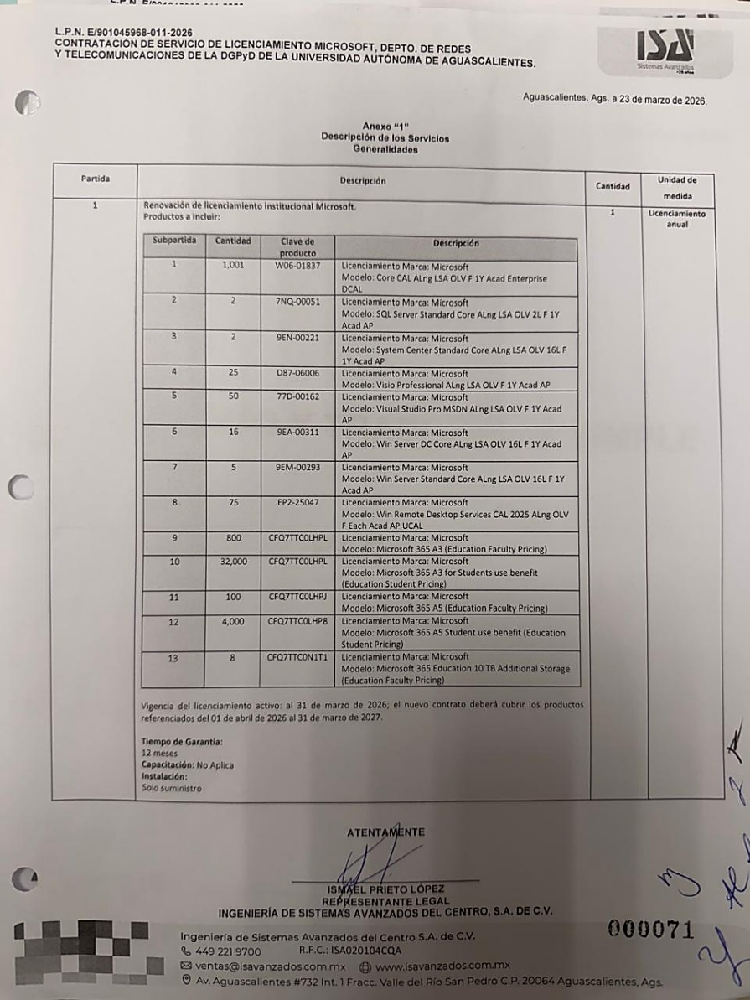 L.P.N. E/901045968-011-2026
CONTRATACIÓN DE SERVICIO DE LICENCIAMIENTO MICROSOFT, DEPTO. DE REDES
Y TELECOMUNICACIONES DE LA DGPyD DE LA UNIVERSIDAD AUTÓNOMA DE AGUASCALIENTES.
ISA
Sistemas Avanzados
Aguascalientes, Ags. a 23 de marzo de 2026.
Anexo "1"
Descripción de los Servicios
Generalidades
Partida Descripción Cantidad Unidad de medida
1 Renovación de licenciamiento institucional Microsoft. 1 Licenciamiento anual
Productos a incluir:
Subpartida Cantidad Clave de producto Descripción
1 1,001 W06-01837 Licenciamiento Marca: Microsoft
Modelo: Core CAL ALng LSA OLV F 1Y Acad Enterprise
DCAL
2 2 7NQ-00051 Licenciamiento Marca: Microsoft
Modelo: SQL Server Standard Core ALng LSA OLV 2L F 1Y
Acad AP
3 2 9EN-00221 Licenciamiento Marca: Microsoft
Modelo: System Center Standard Core ALng LSA OLV 16L F
1Y Acad AP
4 25 D87-06006 Licenciamiento Marca: Microsoft
Modelo: Visio Professional ALng LSA OLV F 1Y Acad AP
5 50 77D-00162 Licenciamiento Marca: Microsoft
Modelo: Visual Studio Pro MSDN ALng LSA OLV F 1Y Acad
AP
6 16 9EA-00311 Licenciamiento Marca: Microsoft
Modelo: Win Server DC Core ALng LSA OLV 16L F 1Y Acad
AP
7 5 9EM-00293 Licenciamiento Marca: Microsoft
Modelo: Win Server Standard Core ALng LSA OLV 16L F 1Y
Acad AP
8 75 EP2-25047 Licenciamiento Marca: Microsoft
Modelo: Win Remote Desktop Services CAL 2025 ALng OLV
F Each Acad AP UCAL
9 800 CFQ7TTC0LHPL Licenciamiento Marca: Microsoft
Modelo: Microsoft 365 A3 (Education Faculty Pricing)
10 32,000 CFQ7TTC0LHPL Licenciamiento Marca: Microsoft
Modelo: Microsoft 365 A3 for Students use benefit
(Education Student Pricing)
11 100 CFQ7TTC0LHPJ Licenciamiento Marca: Microsoft
Modelo: Microsoft 365 A5 (Education Faculty Pricing)
12 4,000 CFQ7TTC0LHP8 Licenciamiento Marca: Microsoft
Modelo: Microsoft 365 A5 Student use benefit (Education
Student Pricing)
13 8 CFQ7TTC0N1T1 Licenciamiento Marca: Microsoft
Modelo: Microsoft 365 Education 10 TB Additional Storage
(Education Faculty Pricing)
Vigencia del licenciamiento activo: al 31 de marzo de 2026; el nuevo contrato deberá cubrir los productos
referenciados del 01 de abril de 2026 al 31 de marzo de 2027.
Tiempo de Garantía:
12 meses
Capacitación: No Aplica
Instalación:
Solo suministro
ATENTAMENTE
ISMAEL PRIETO LÓPEZ
REPRESENTANTE LEGAL
INGENIERÍA DE SISTEMAS AVANZADOS DEL CENTRO, S.A. DE C.V.
000071
Ingeniería de Sistemas Avanzados del Centro S.A. de C.V.
449 221 9700 R.F.C.: ISA020104CQA
ventas@isavanzados.com.mx www.isavanzados.com.mx
Av. Aguascalientes #732 Int. 1 Fracc. Valle del Río San Pedro C.P. 20064 Aguascalientes, Ags.